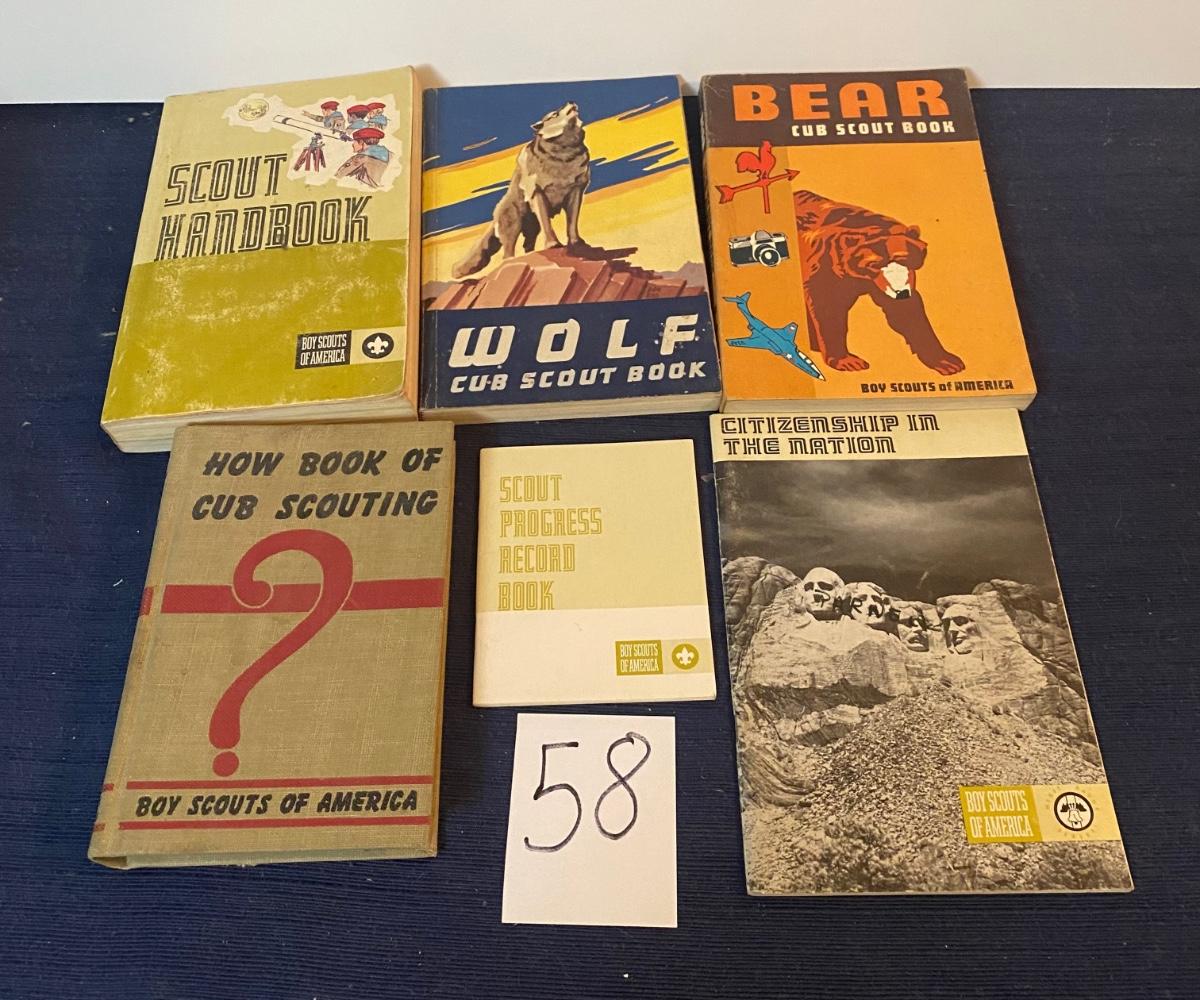 SCOUT
HANDBOOK
BOY SCOUTS
OF AMERICA
WOLF
CUB SCOUT BOOK
BEAR
CUB SCOUT BOOK
BOY SCOUTS of AMERICA
HOW BOOK OF
CUB SCOUTING
?
BOY SCOUTS OF AMERICA
SCOUT
PROGRESS
RECORD
BOOK
BOY SCOUTS
OF AMERICA
CITIZENSHIP IN
THE NATION
BOY SCOUTS
OF AMERICA
58